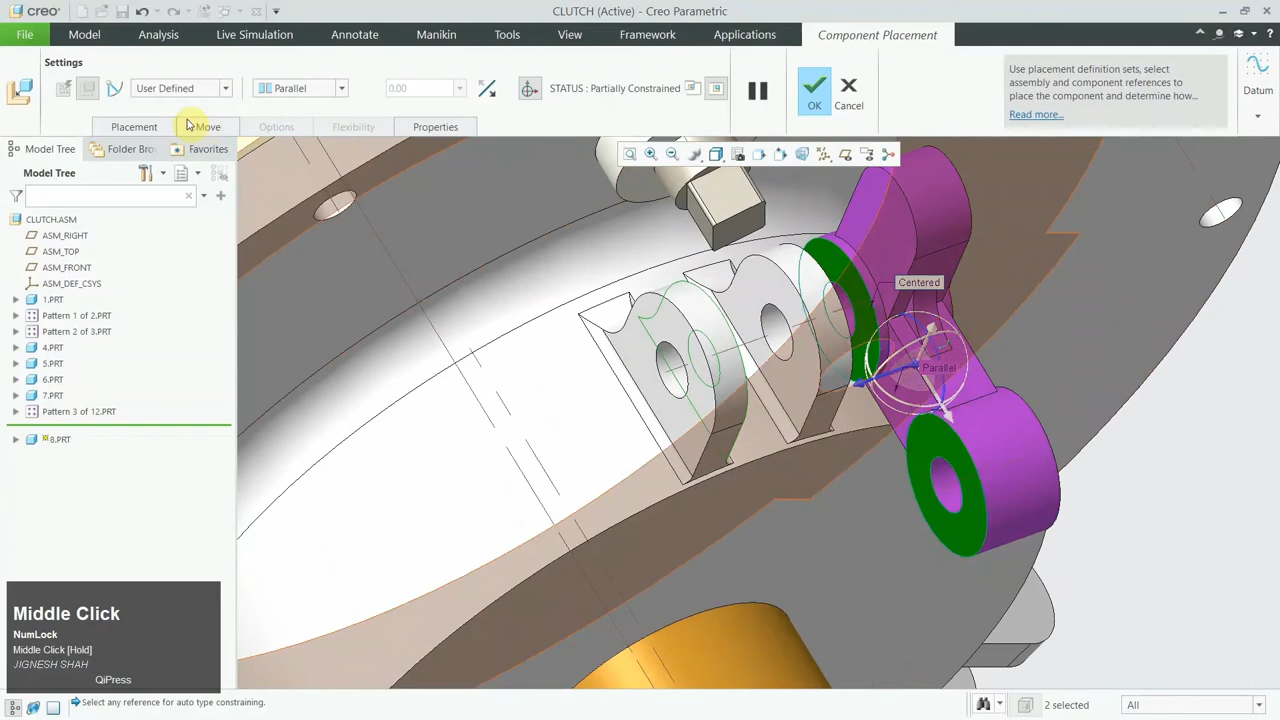 creo
CLUTCH (Active) - Creo Parametric
File
Model
Analysis
Live Simulation
Annotate
Manikin
Tools
View
Framework
Applications
Component Placement
Settings
User Defined
Parallel
0.00
STATUS : Partially Constrained
OK
Cancel
Use placement definition sets, select
assembly and component references to
place the component and determine how...
Read more...
Datum
Placement
Move
Options
Flexibility
Properties
Model Tree
Folder Bro
Favorites
Model Tree
CLUTCH.ASM
ASM_RIGHT
ASM_TOP
ASM_FRONT
ASM_DEF_CSYS
1.PRT
Pattern 1 of 2.PRT
Pattern 2 of 3.PRT
4.PRT
5.PRT
6.PRT
7.PRT
Pattern 3 of 12.PRT
8.PRT
Centered
Parallel
Middle Click
NumLock
Middle Click [Hold]
JIGNESH SHAH
QiPress
Select any reference for auto type constraining.
2 selected
All